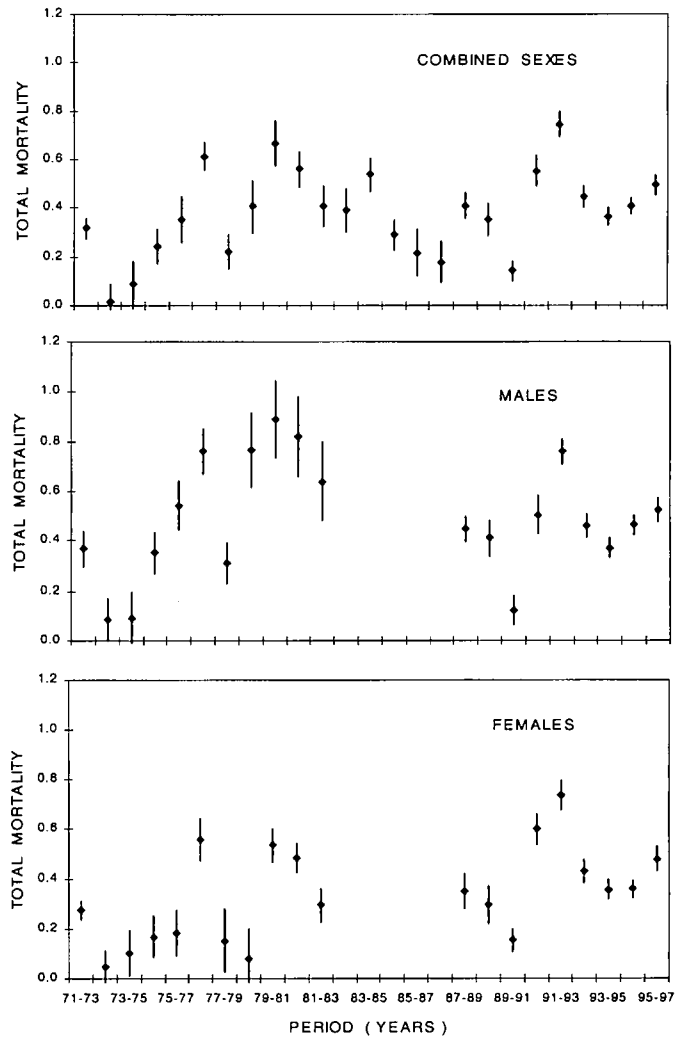 1.2
1.0
0.8
0.6
0.4
0.2
0.0
TOTAL MORTALITY
COMBINED SEXES
1.2
1.0
0.8
0.6
0.4
0.2
0.0
TOTAL MORTALITY
MALES
1.2
1.0
0.8
0.6
0.4
0.2
0.0
TOTAL MORTALITY
FEMALES
71-73 73-75 75-77 77-79 79-81 81-83 83-85 85-87 87-89 89-91 91-93 93-95 95-97
PERIOD (YEARS)